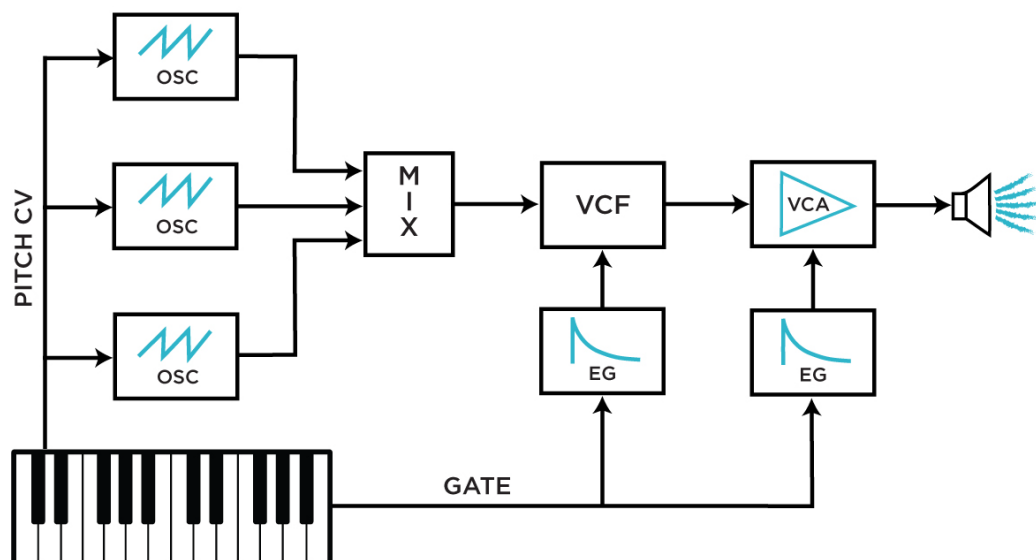 OSC
OSC
OSC
PITCH CV
M
I
X
VCF
VCA
EG
EG
GATE